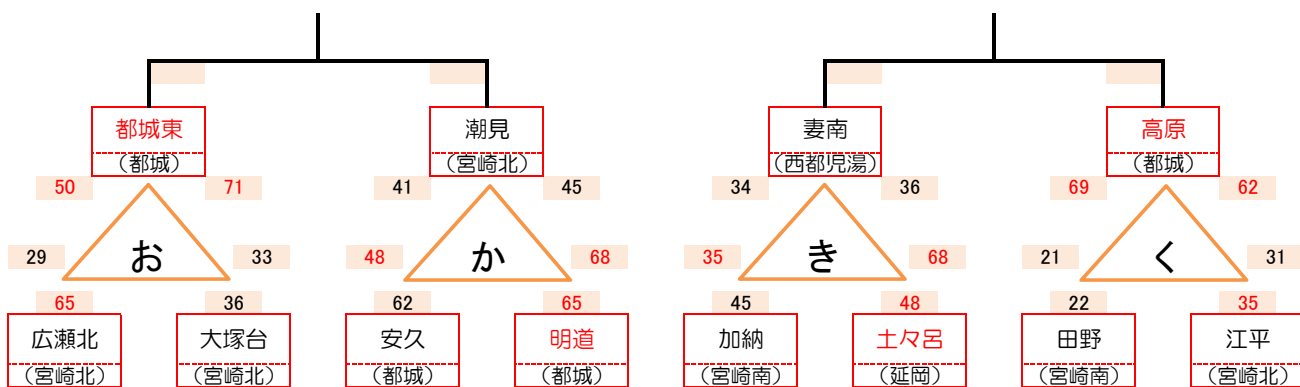 都城東 潮見 妻南 高原
(都城) (宮崎北) (西都児湯) (都城)
50 71 41 45 34 36 69 62
29 お 33 48 か 68 35 き 68 21 く 31
65 36 62 65 45 48 22 35
広瀬北 大塚台 安久 明道 加納 土々呂 田野 江平
(宮崎北) (宮崎北) (都城) (都城) (宮崎南) (延岡) (宮崎南) (宮崎北)